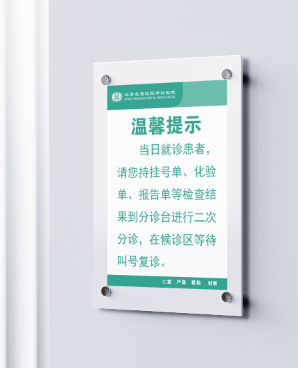 温馨提示
当日就诊患者，
请您持挂号单、化验
单、报告单等检查结
果到分诊台进行二次
分诊，在候诊区等待
叫号复诊。